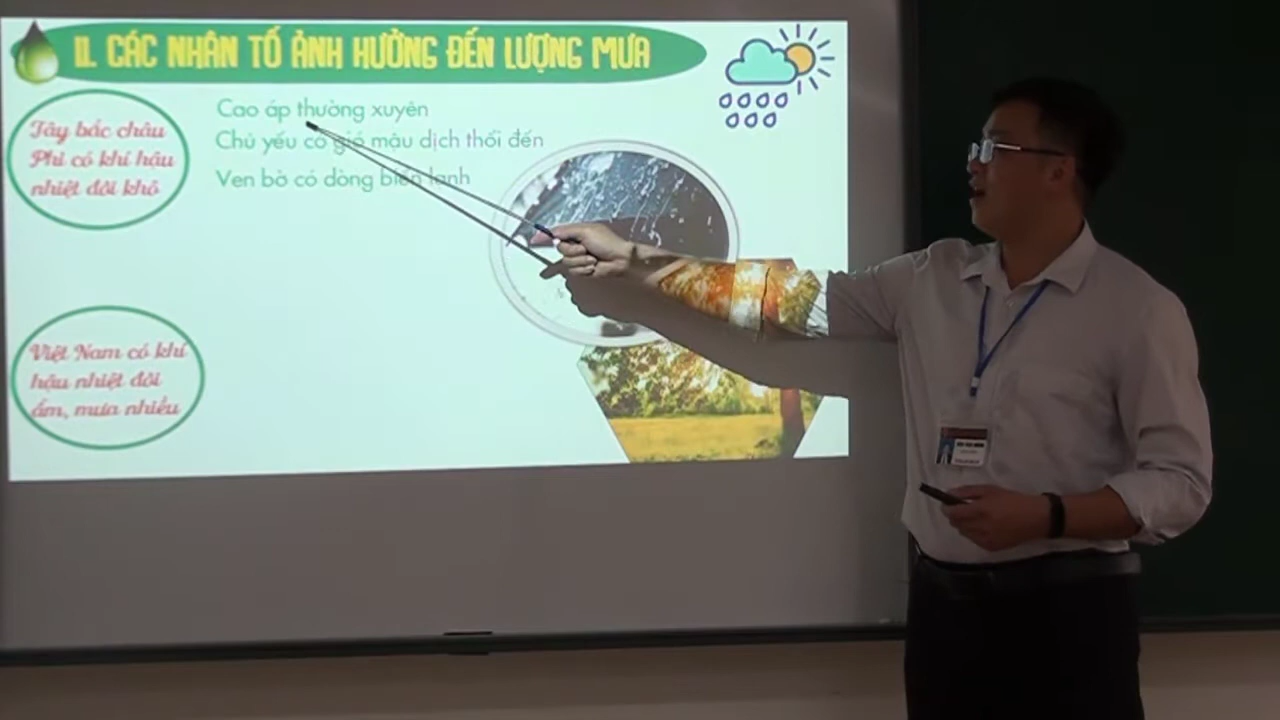 II. CÁC NHÂN TỐ ẢNH HƯỞNG ĐẾN LƯỢNG MƯA
Tây bắc châu
Phi có khí hậu
nhiệt đới khô
Cao áp thường xuyên
Chủ yếu có gió mậu dịch thổi đến
Ven bờ có dòng biển lạnh
Việt Nam có khí
hậu nhiệt đới
ẩm, mưa nhiều